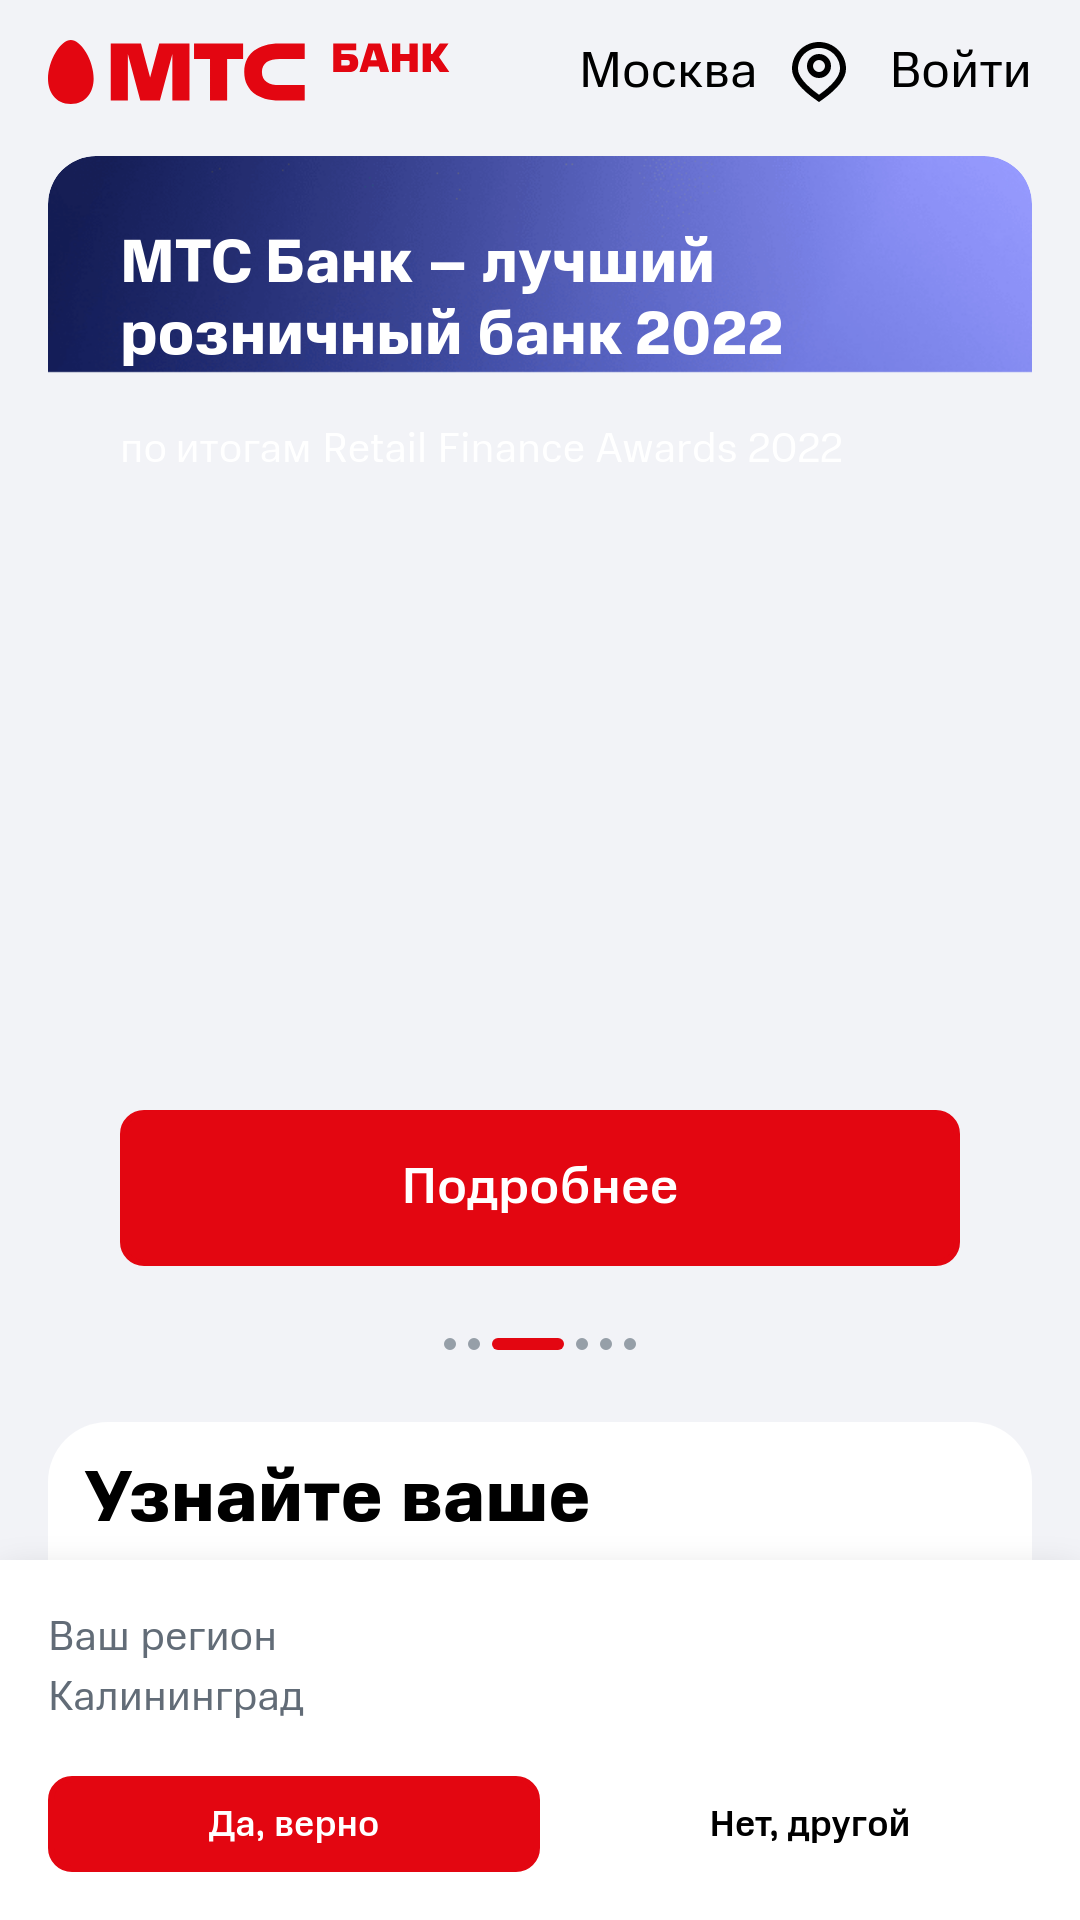 МТС БАНК
Москва
Войти
МТС Банк – лучший
розничный банк 2022
по итогам Retail Finance Awards 2022
Подробнее
Узнайте ваше
Ваш регион
Калининград
Да, верно
Нет, другой